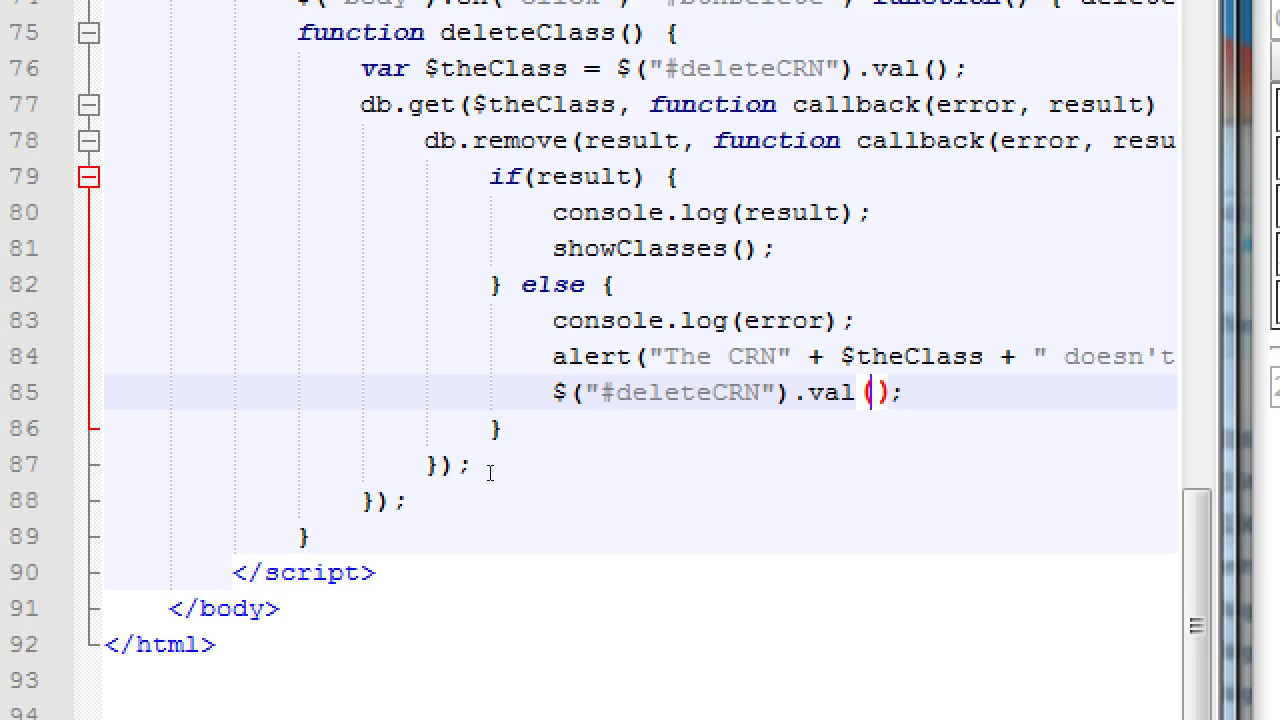 75 function deleteClass() {
76 var $theClass = $("#deleteCRN").val();
77 db.get($theClass, function callback(error, result)
78 db.remove(result, function callback(error, resu
79 if(result) {
80 console.log(result);
81 showClasses();
82 } else {
83 console.log(error);
84 alert("The CRN" + $theClass + " doesn't
85 $("#deleteCRN").val();
86 }
87 });
88 });
89 }
90 </script>
91 </body>
92 </html>
93
94